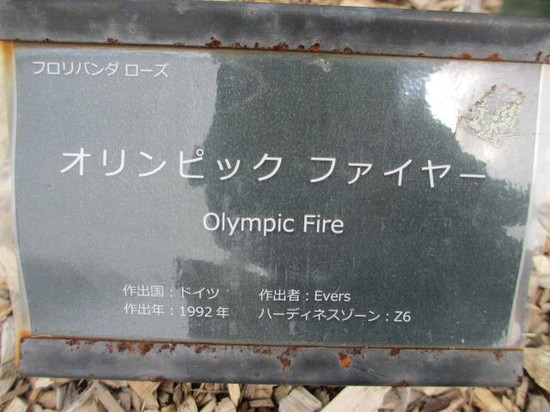 フロリバンダ ローズ
オリンピック ファイヤー
Olympic Fire
作出国：ドイツ 作出者：Evers
作出年：1992 年 ハーディネスゾーン：Z6